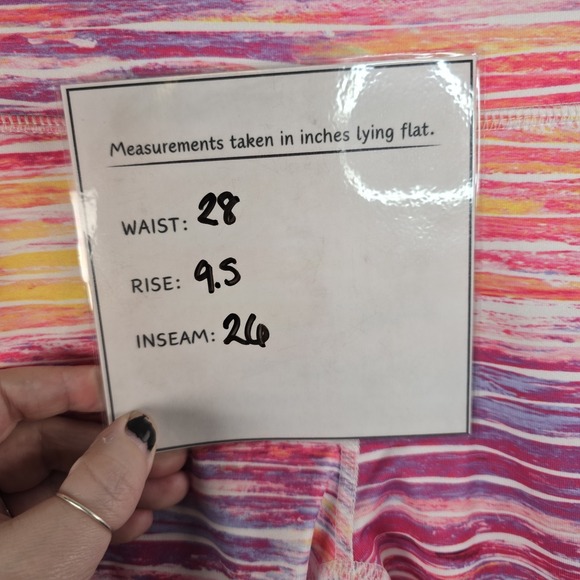 Measurements taken in inches lying flat.
WAIST: 28
RISE: 9.5
INSEAM: 26